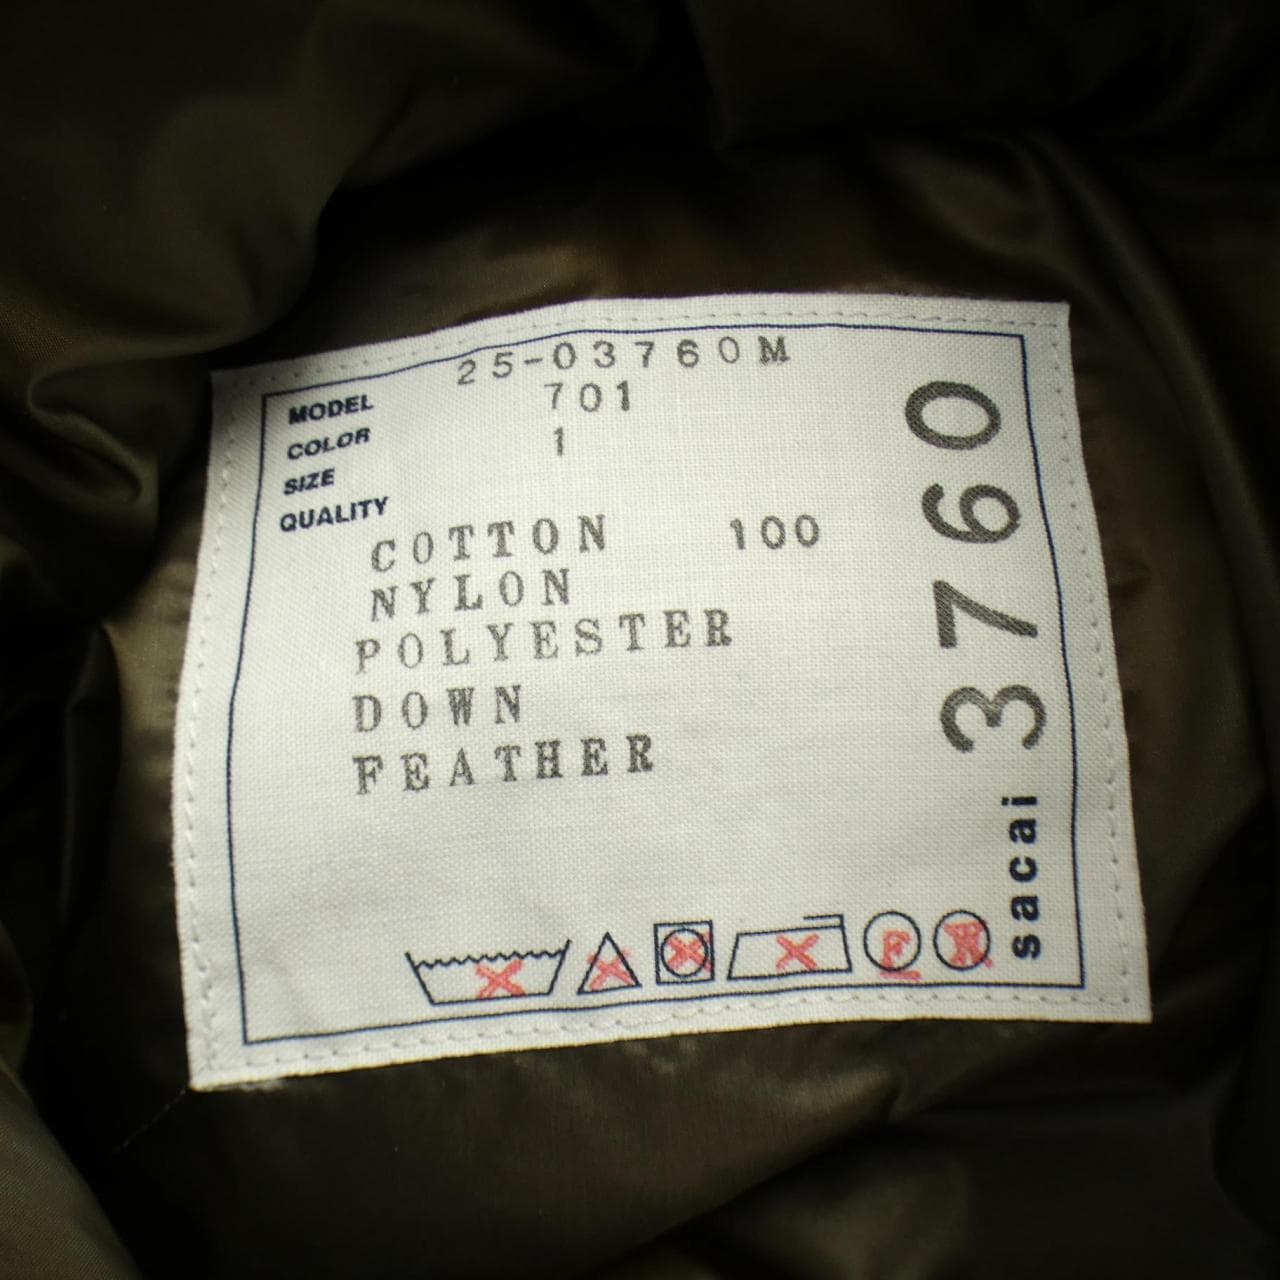 MODEL 25-03760M
COLOR 701
SIZE 1
QUALITY
COTTON 100
NYLON
POLYESTER
DOWN
FEATHER
sacai 3760
F
W